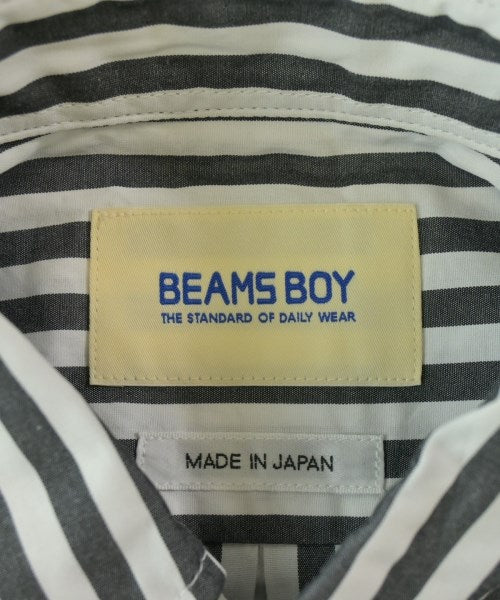 BEAMS BOY
THE STANDARD OF DAILY WEAR
MADE IN JAPAN